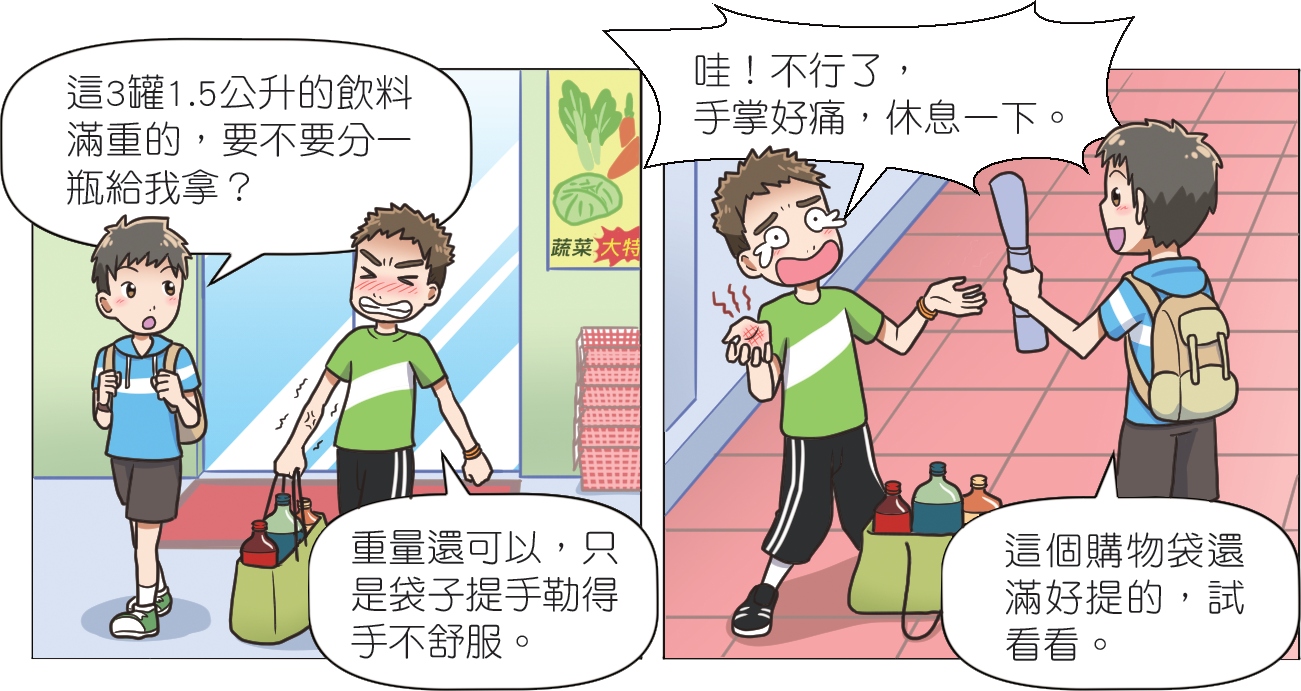 這3罐1.5公升的飲料
滿重的，要不要分一
瓶給我拿？
蔬菜大特
重量還可以，只
是袋子提手勒得
手不舒服。
哇！不行了，
手掌好痛，休息一下。
這個購物袋還
滿好提的，試
看看。